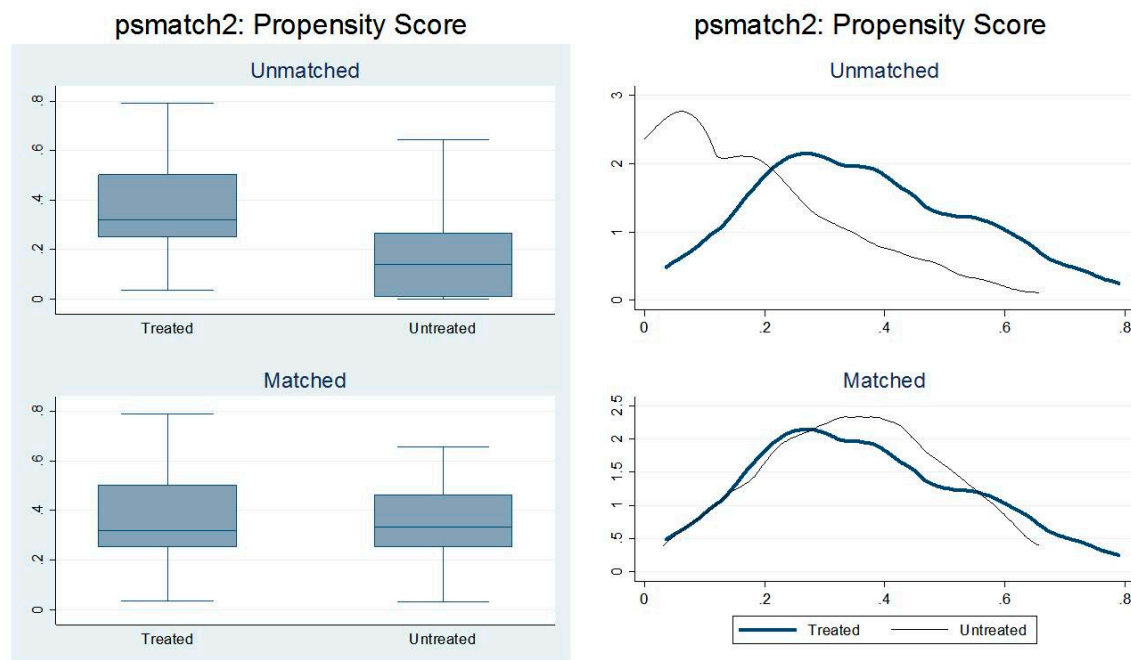 psmatch2: Propensity Score
Unmatched
.8
.6
.4
.2
0
Treated Untreated
Matched
.8
.6
.4
.2
0
Treated Untreated
psmatch2: Propensity Score
Unmatched
3
2
1
0
0 .2 .4 .6 .8
Matched
2.5
2
1.5
1
.5
0
0 .2 .4 .6 .8
Treated Untreated